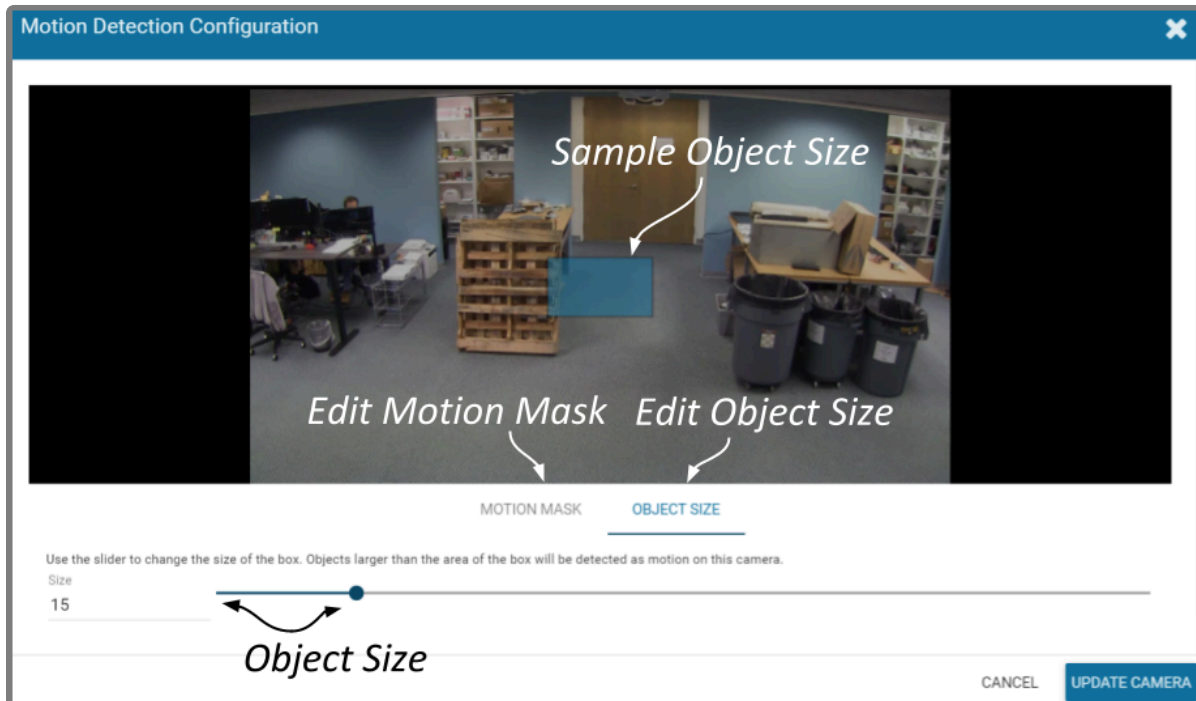 Motion Detection Configuration
Sample Object Size
Edit Motion Mask Edit Object Size
MOTION MASK OBJECT SIZE
Use the slider to change the size of the box. Objects larger than the area of the box will be detected as motion on this camera.
Size
15
Object Size
CANCEL UPDATE CAMERA